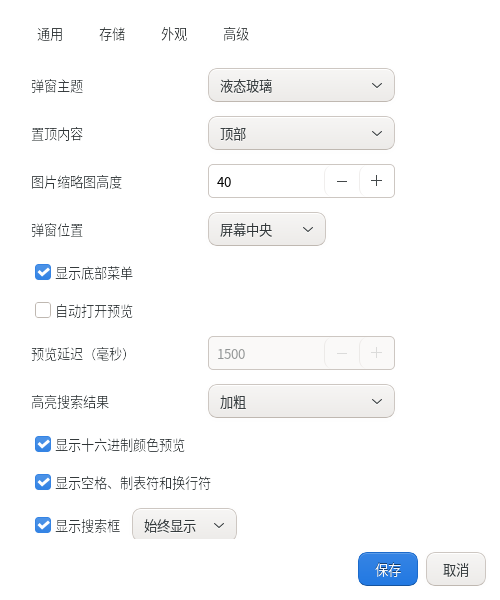 通用 存储 外观 高级
弹窗主题 液态玻璃
置顶内容 顶部
图片缩略图高度 40
弹窗位置 屏幕中央
显示底部菜单
自动打开预览
预览延迟（毫秒） 1500
高亮搜索结果 加粗
显示十六进制颜色预览
显示空格、制表符和换行符
显示搜索框 始终显示
保存 取消